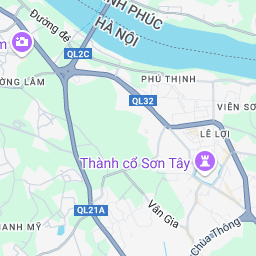 NH PHÚC
HÀ NỘI
Đường đê
QL2C
ỜNG LÂM
PHÚ THỊNH
QL32
VIÊN SƠ
LÊ LỢI
Thành cổ Sơn Tây
QL21A
Vân Gia
ANH MỸ
Chùa Thông